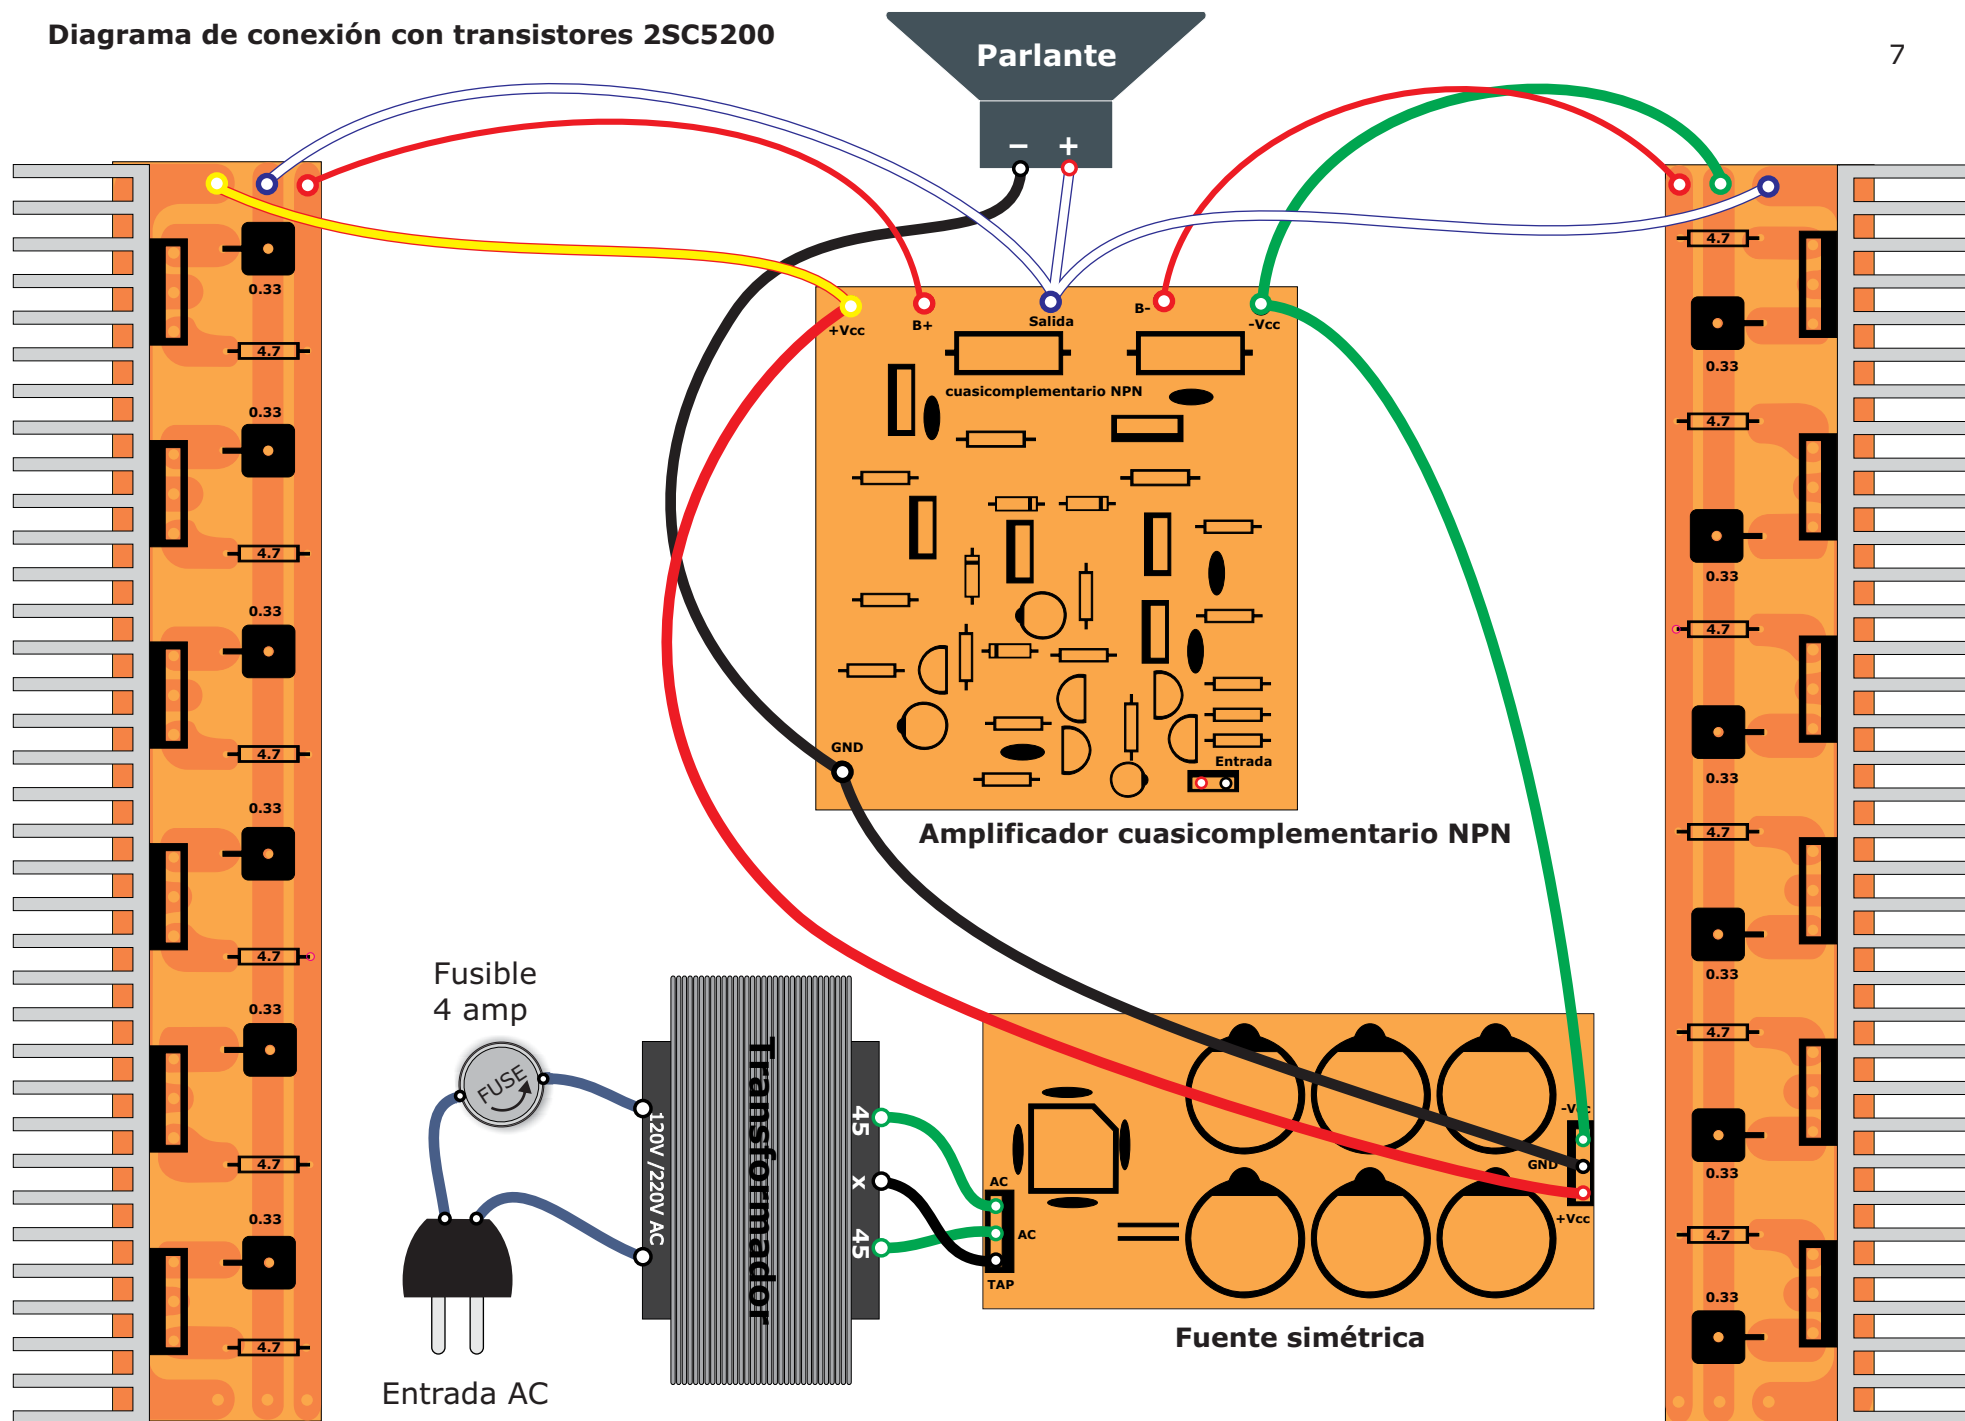 Diagrama de conexión con transistores 2SC5200
7
Parlante
− +
+Vcc
B+
Salida
B-
-Vcc
cuasicomplementario NPN
GND
Entrada
Amplificador cuasicomplementario NPN
0.33
4.7
0.33
4.7
0.33
4.7
0.33
4.7
0.33
4.7
0.33
4.7
4.7
0.33
4.7
0.33
4.7
0.33
4.7
0.33
4.7
0.33
4.7
0.33
Fusible
4 amp
FUSE
Entrada AC
120V /220V AC
Transformador
45
x
45
AC
AC
TAP
-Vcc
GND
+Vcc
Fuente simétrica